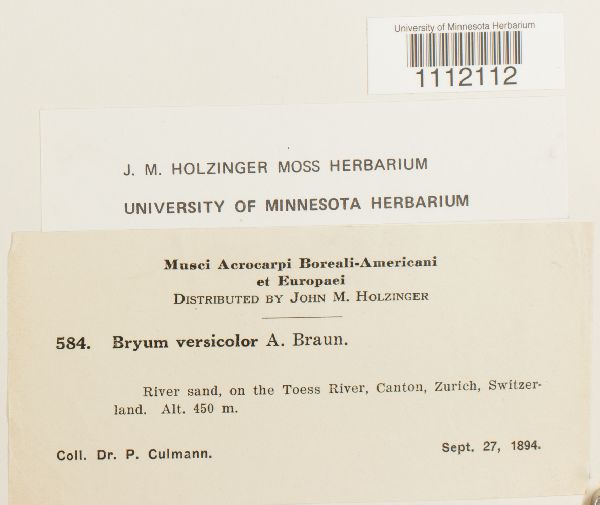 University of Minnesota Herbarium
1112112
J. M. HOLZINGER MOSS HERBARIUM
UNIVERSITY OF MINNESOTA HERBARIUM
Musci Acrocarpi Boreali-Americani
et Europaei
DISTRIBUTED BY JOHN M. HOLZINGER
584. Bryum versicolor A. Braun.
River sand, on the Toess River, Canton, Zurich, Switzer-
land. Alt. 450 m.
Coll. Dr. P. Culmann.
Sept. 27, 1894.